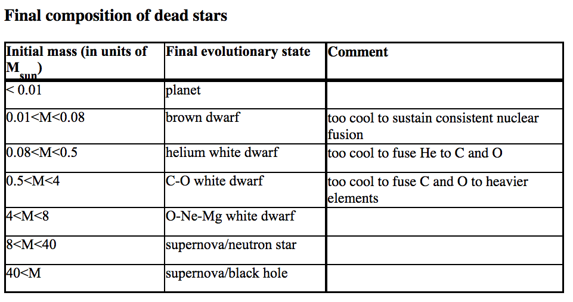 Final composition of dead stars
Initial mass (in units of Final evolutionary state Comment
M sun)
< 0.01 planet
0.01<M<0.08 brown dwarf too cool to sustain consistent nuclear
fusion
0.08<M<0.5 helium white dwarf too cool to fuse He to C and O
0.5<M<4 C-O white dwarf too cool to fuse C and O to heavier
elements
4<M<8 O-Ne-Mg white dwarf
8<M<40 supernova/neutron star
40<M supernova/black hole